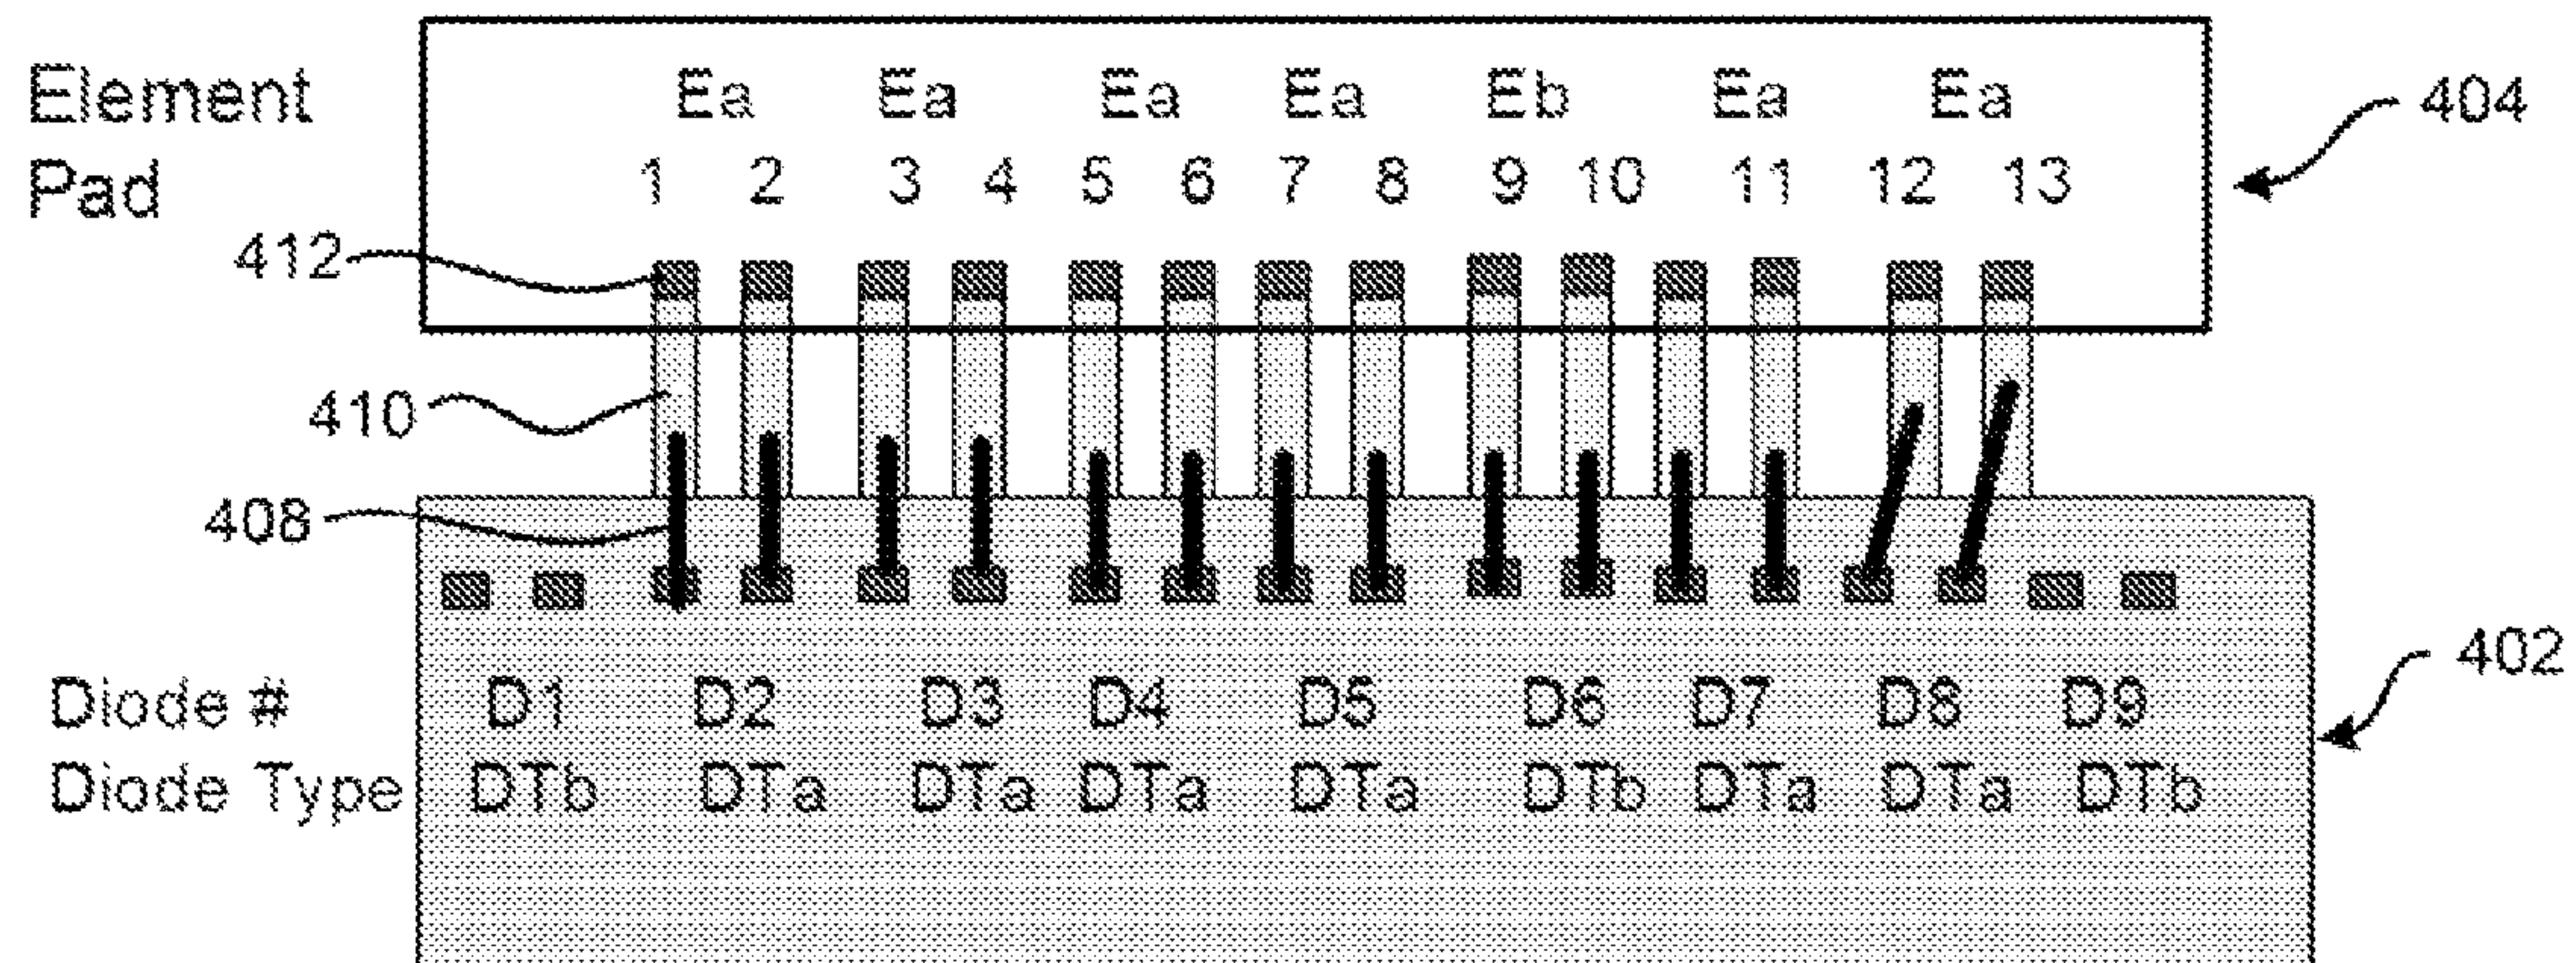 Element Ea Ea Ea Ea Eb Ea Ea 404
Pad 1 2 3 4 5 6 7 8 9 10 11 12 13
412
410
408
402
Diode # D1 D2 D3 D4 D5 D6 D7 D8 D9
Diode Type DTb DTa DTa DTa DTa DTb DTa DTa DTb